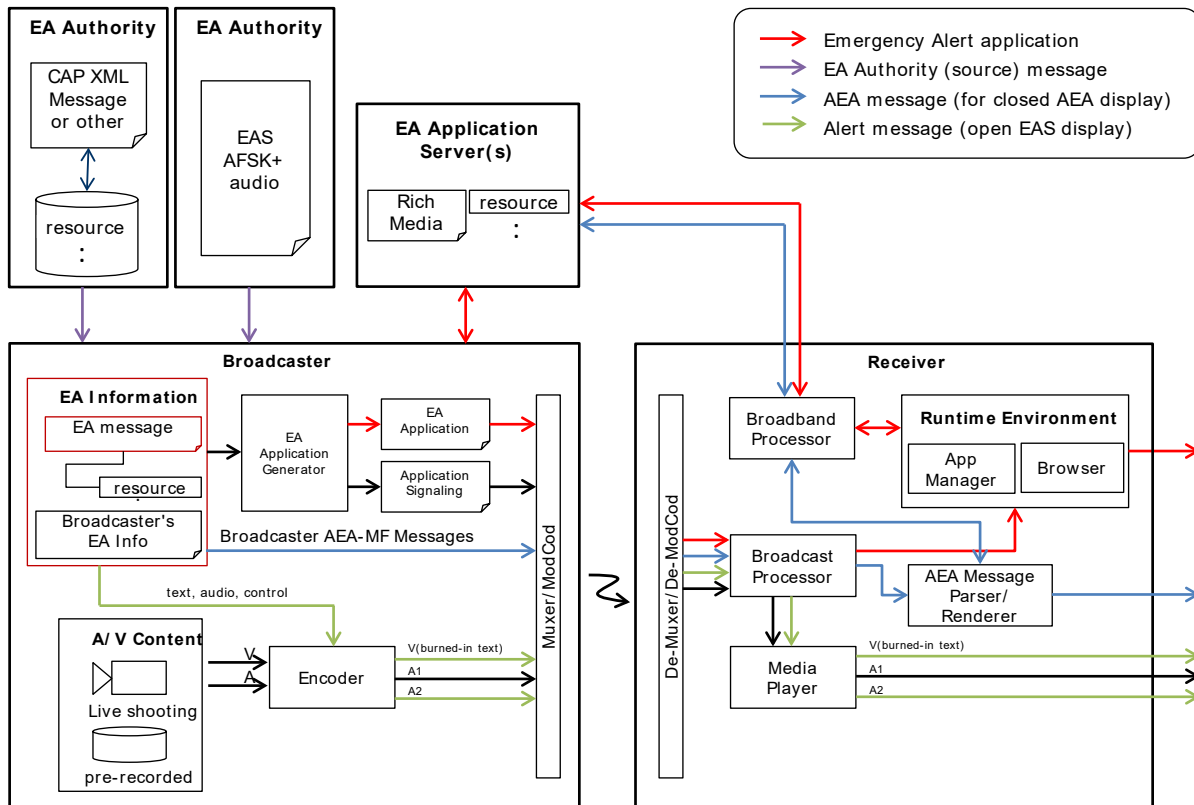 EA Authority
CAP XML
Message
or other
resource
:
EA Authority
EAS
AFSK+
audio
EA Application
Server(s)
Rich
Media
resource
:
Emergency Alert application
EA Authority (source) message
AEA message (for closed AEA display)
Alert message (open EAS display)
Broadcaster
EA Information
EA message
resource
:
Broadcaster's
EA Info
EA
Application
Generator
EA
Application
Application
Signaling
Broadcaster AEA-MF Messages
text, audio, control
A/V Content
Live shooting
pre-recorded
V
A
Encoder
V(burned-in text)
A1
A2
Muxer/ModCod
Receiver
De-Muxer/De-ModCod
Broadband
Processor
Runtime Environment
App
Manager
Browser
Broadcast
Processor
AEA Message
Parser/
Renderer
Media
Player
V(burned-in text)
A1
A2